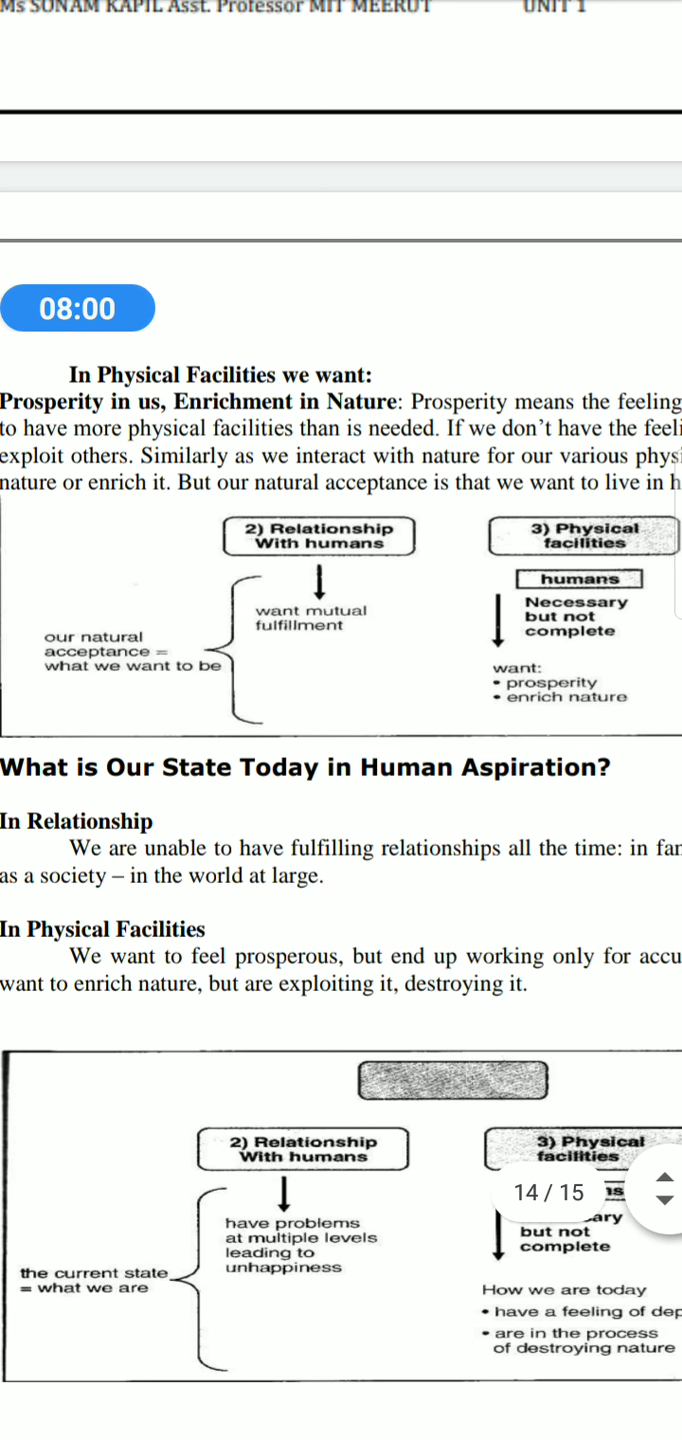 Ms SONAM KAPIL Asst. Professor MIT MEERUT UNIT 1
08:00
In Physical Facilities we want:
Prosperity in us, Enrichment in Nature: Prosperity means the feeling
to have more physical facilities than is needed. If we don't have the
exploit others. Similarly as we interact with nature for our various
nature or enrich it. But our natural acceptance is that we want to live in
2) Relationship With humans
3) Physical facilities
humans
want mutual fulfillment
Necessary but not complete
our natural acceptance = what we want to be
want:
• prosperity
• enrich nature
What is Our State Today in Human Aspiration?
In Relationship
We are unable to have fulfilling relationships all the time: in
as a society – in the world at large.
In Physical Facilities
We want to feel prosperous, but end up working only for
want to enrich nature, but are exploiting it, destroying it.
2) Relationship With humans
3) Physical facilities
14 / 15
have problems at multiple levels leading to unhappiness
but not complete
the current state = what we are
How we are today
• have a feeling of
• are in the process of destroying nature